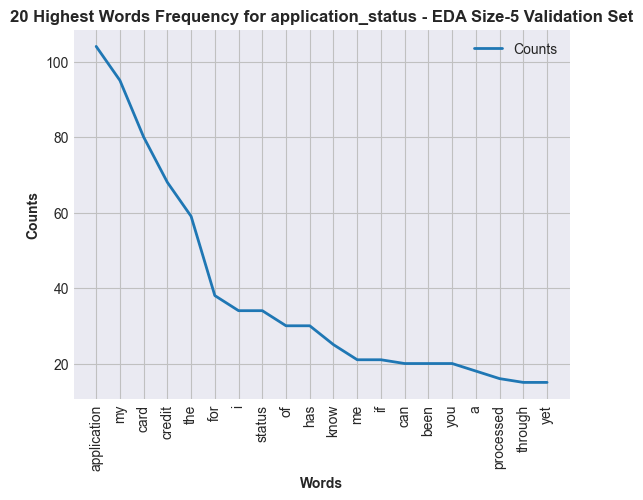 20 Highest Words Frequency for application_status - EDA Size-5 Validation Set
Counts
Counts
100
80
60
40
20
application
my
card
credit
the
for
i
status
of
has
know
me
if
can
been
you
a
processed
through
yet
Words